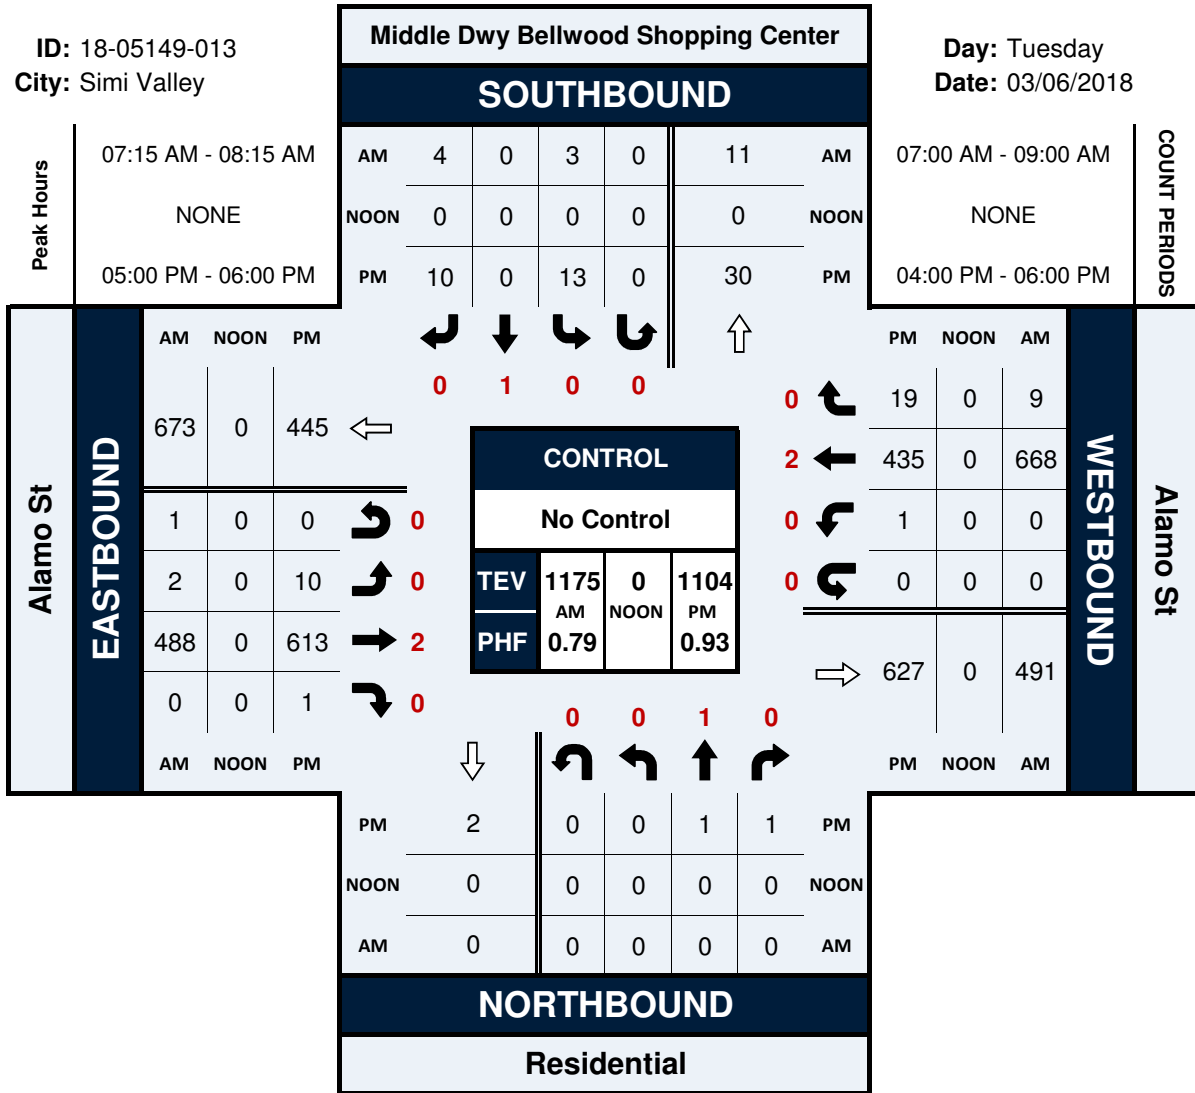 Middle Dwy Bellwood Shopping Center
ID: 18-05149-013
Day: Tuesday
City: Simi Valley
Date: 03/06/2018
SOUTHBOUND
Peak Hours
07:15 AM - 08:15 AM
NONE
05:00 PM - 06:00 PM
AM 4 0 3 0 11 AM
NOON 0 0 0 0 0 NOON
PM 10 0 13 0 30 PM
07:00 AM - 09:00 AM
NONE
04:00 PM - 06:00 PM
COUNT PERIODS
0 1 0 0
Alamo St
EASTBOUND
AM NOON PM
673 0 445
1 0 0 0
2 0 10 0
488 0 613 2
0 0 1 0
AM NOON PM
CONTROL
No Control
TEV 1175 0 1104
AM NOON PM
PHF 0.79 0.93
PM NOON AM
0 19 0 9
2 435 0 668
0 1 0 0
0 0 0 0
627 0 491
PM NOON AM
WESTBOUND
Alamo St
0 0 1 0
PM 2 0 0 1 1 PM
NOON 0 0 0 0 0 NOON
AM 0 0 0 0 0 AM
NORTHBOUND
Residential